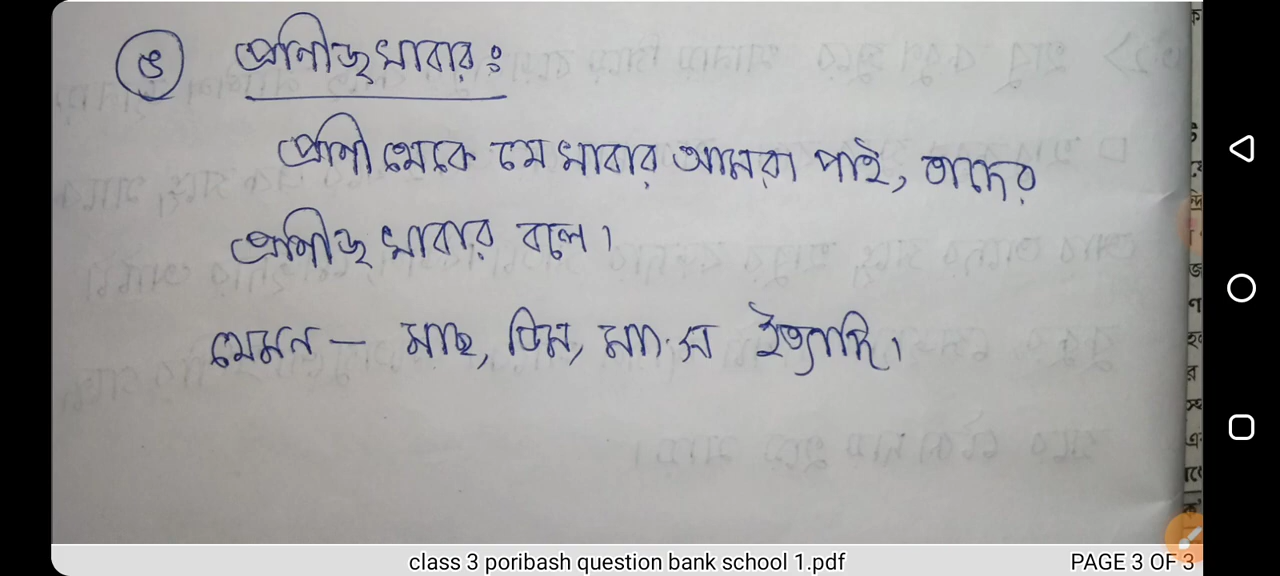 ৫ প্রাণীজ খাবার ঃ
প্রাণী থেকে যে খাবার আমরা পাই, তাদের
প্রাণীজ খাবার বলে।
যেমন – মাছ, ডিম, মাংস ইত্যাদি।
class 3 poribash question bank school 1.pdf
PAGE 3 OF 3